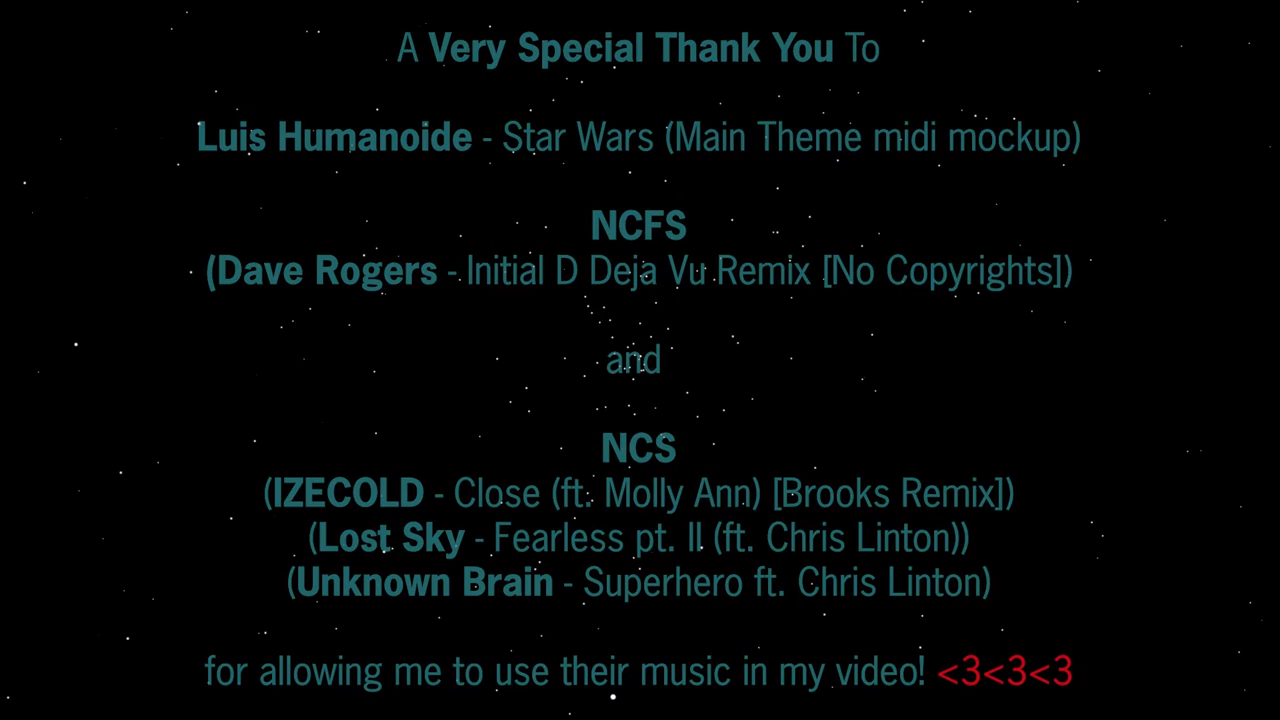 A Very Special Thank You To
Luis Humanoide - Star Wars (Main Theme midi mockup)
NCFS
(Dave Rogers - Initial D Deja Vu Remix [No Copyrights])
and
NCS
(IZECOLD - Close (ft. Molly Ann) [Brooks Remix])
(Lost Sky - Fearless pt. II (ft. Chris Linton))
(Unknown Brain - Superhero ft. Chris Linton)
for allowing me to use their music in my video! <3<3<3